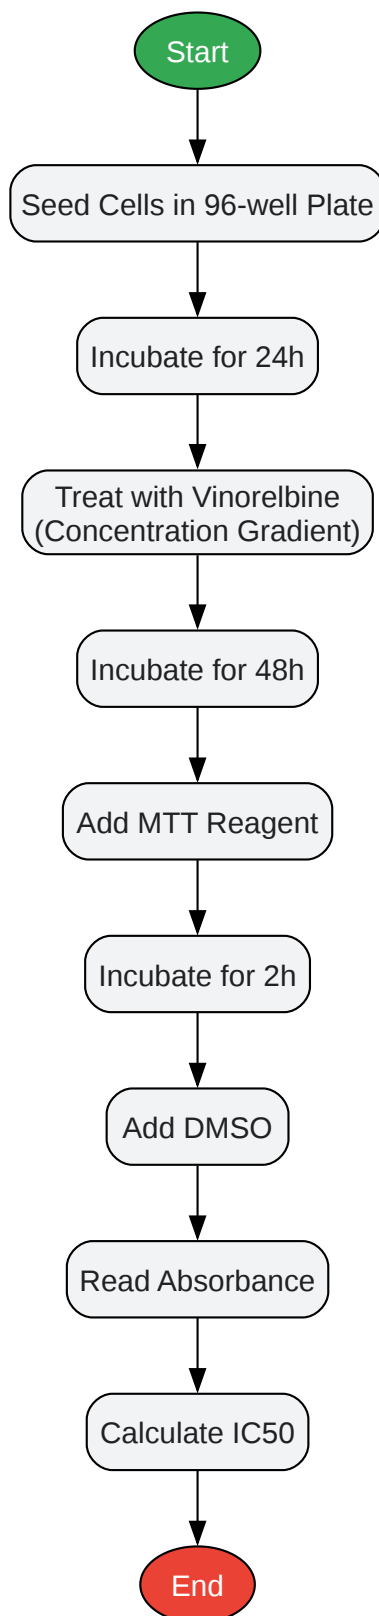 Start
Seed Cells in 96-well Plate
Incubate for 24h
Treat with Vinorelbine
(Concentration Gradient)
Incubate for 48h
Add MTT Reagent
Incubate for 2h
Add DMSO
Read Absorbance
Calculate IC50
End